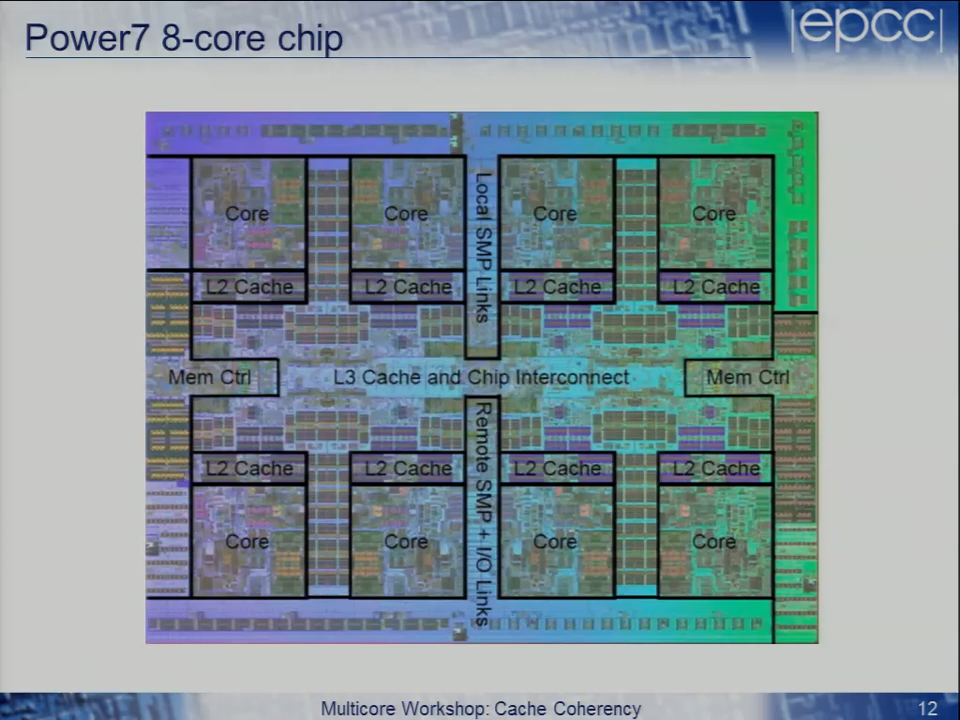 Power7 8-core chip
|epcc|
Core
Core
Core
Core
Local SMP Links
L2 Cache
L2 Cache
L2 Cache
L2 Cache
Mem Ctrl
L3 Cache and Chip Interconnect
Mem Ctrl
Remote SMP + I/O Links
L2 Cache
L2 Cache
L2 Cache
L2 Cache
Core
Core
Core
Core
Multicore Workshop: Cache Coherency
12